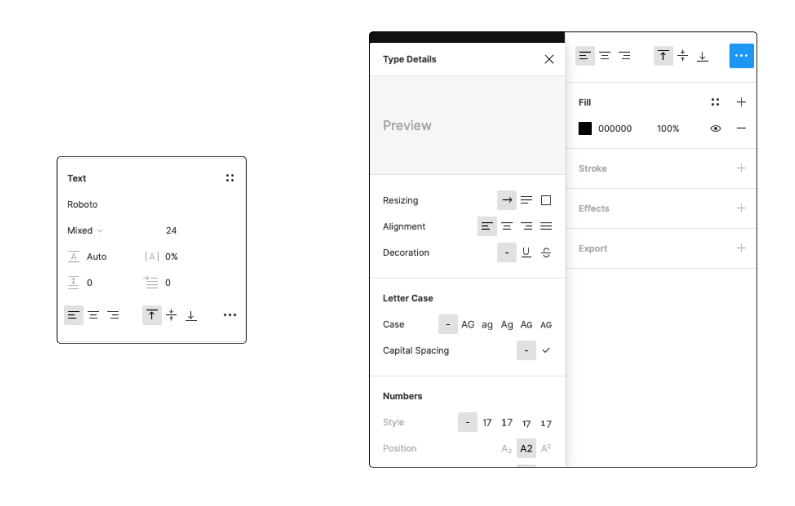 Text
Roboto
Mixed 24
A Auto |A| 0%
0 0
Type Details
Preview
Resizing
Alignment
Decoration - U S
Letter Case
Case - AG ag Ag AG AG
Capital Spacing -
Numbers
Style - 17 17 17 17
Position A₂ A2 A²
Fill
000000 100%
Stroke
Effects
Export